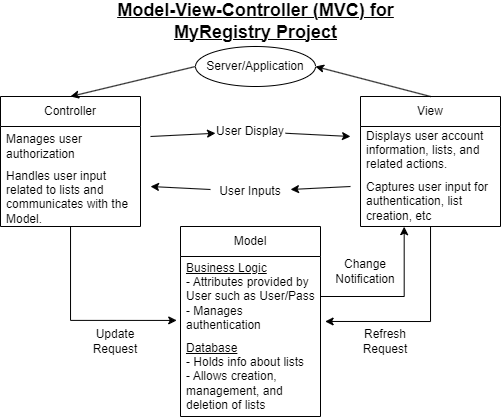 Model-View-Controller (MVC) for
MyRegistry Project
Server/Application
Controller
Manages user
authorization
Handles user input
related to lists and
communicates with the
Model.
User Display
User Inputs
View
Displays user account
information, lists, and
related actions.
Captures user input for
authentication, list
creation, etc
Model
Business Logic
- Attributes provided by
User such as User/Pass
- Manages
authentication
Database
- Holds info about lists
- Allows creation,
management, and
deletion of lists
Change
Notification
Update
Request
Refresh
Request